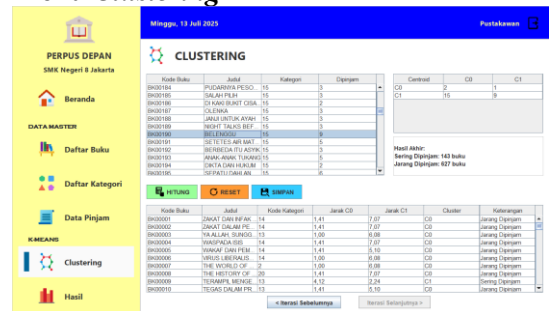 Minggu, 13 Juli 2025
Pustakawan
PERPUS DEPAN
SMK Negeri 8 Jakarta
Beranda
DATA MASTER
Daftar Buku
Daftar Kategori
Data Pinjam
K-MEANS
Clustering
Hasil
CLUSTERING
Kode Buku Judul Kategori Dipinjam
BK00184 PUDARNYA PESO... 15 3
BK00185 SALAH PILIH 15 3
BK00186 DI KAKI BUKIT CISA... 15 2
BK00187 OLENKA 15 3
BK00188 JANJI UNTUK AYAH 15 3
BK00189 NIGHT TALKS BEF... 15 3
BK00190 BELENGGU 15 9
BK00191 SETETES AIR MAT... 15 5
BK00192 BERBEDA ITU ASYIK 15 3
BK00193 ANAK-ANAK TUKANG 15 5
BK00194 DIKTA DAN HUKUM 15 2
BK00195 SEPATU DAHLAN 15 6
Centroid C0 C1
C0 2 1
C1 15 9
Hasil Akhir:
Sering Dipinjam: 143 buku
Jarang Dipinjam: 627 buku
HITUNG
RESET
SIMPAN
Kode Buku Judul Kode Kategori Jarak C0 Jarak C1 Cluster Keterangan
BK00001 ZAKAT DAN INFAK... 14 1,41 7,07 C0 Jarang Dipinjam
BK00002 ZAKAT DALAM PE... 14 1,41 7,07 C0 Jarang Dipinjam
BK00003 YA ALLAH, SUNGG... 13 1,00 6,08 C0 Jarang Dipinjam
BK00004 WASPADA ISIS 14 1,41 7,07 C0 Jarang Dipinjam
BK00005 WAKAF DAN PEM... 14 1,41 5,10 C0 Jarang Dipinjam
BK00006 VIRUS LIBERALIS... 14 1,00 6,08 C0 Jarang Dipinjam
BK00007 THE WORLD OF ... 2 1,00 6,08 C0 Jarang Dipinjam
BK00008 THE HISTORY OF ... 20 1,41 7,07 C0 Jarang Dipinjam
BK00009 TERAMPIL MENGE... 13 4,12 2,24 C1 Sering Dipinjam
BK00010 TEGAS DALAM PR... 13 1,41 5,10 C0 Jarang Dipinjam
< Iterasi Sebelumnya
Iterasi Selanjutnya >